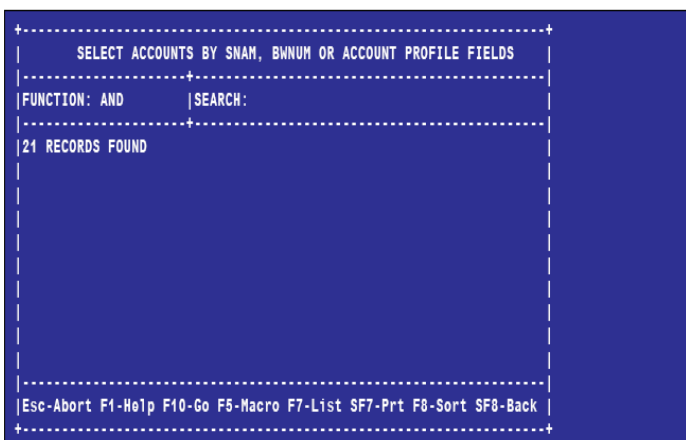 SELECT ACCOUNTS BY SNAM, BWNUM OR ACCOUNT PROFILE FIELDS
FUNCTION: AND |SEARCH:
21 RECORDS FOUND
Esc-Abort F1-Help F10-Go F5-Macro F7-List SF7-Prt F8-Sort SF8-Back